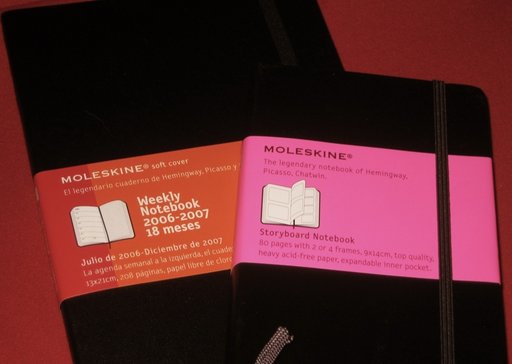 MOLESKINE® soft cover
El legendario cuaderno de Hemingway, Picasso y
Weekly
Notebook
2006-2007
18 meses
Julio de 2006-Diciembre de 2007
La agenda semanal a la izquierda, el cuade
13x21cm, 208 páginas, papel libre de cloro
MOLESKINE®
The legendary notebook of Hemingway,
Picasso, Chatwin.
Storyboard Notebook
80 pages with 2 or 4 frames, 9x14cm, top quality,
heavy acid-free paper, expandable inner pocket.